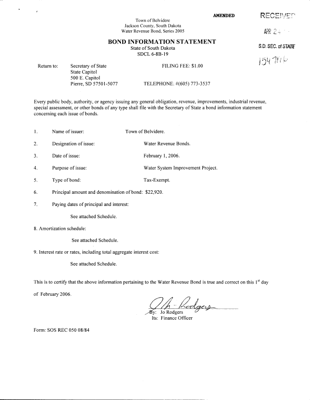 AMENDED
RECEIVED
Town of Belvidere
Jackson County, South Dakota
Water Revenue Bond, Series 2005
S.D. SEC. of STATE
BOND INFORMATION STATEMENT
State of South Dakota
SDCL 6-8B-19
Return to: Secretary of State FILING FEE: $1.00
State Capitol
500 E. Capitol
Pierre, SD 57501-5077 TELEPHONE: #(605) 773-3537
Every public body, authority, or agency issuing any general obligation, revenue, improvements, industrial revenue,
special assessment, or other bonds of any type shall file with the Secretary of State a bond information statement
concerning each issue of bonds.
1. Name of issuer: Town of Belvidere.
2. Designation of issue: Water Revenue Bonds.
3. Date of issue: February 1, 2006.
4. Purpose of issue: Water System Improvement Project.
5. Type of bond: Tax-Exempt.
6. Principal amount and denomination of bond: $22,920.
7. Paying dates of principal and interest:
See attached Schedule.
8. Amortization schedule:
See attached Schedule.
9. Interest rate or rates, including total aggregate interest cost:
See attached Schedule.
This is to certify that the above information pertaining to the Water Revenue Bond is true and correct on this 1st day
of February 2006.
By: Jo Rodgers
Its: Finance Officer
Form: SOS REC 050 08/84